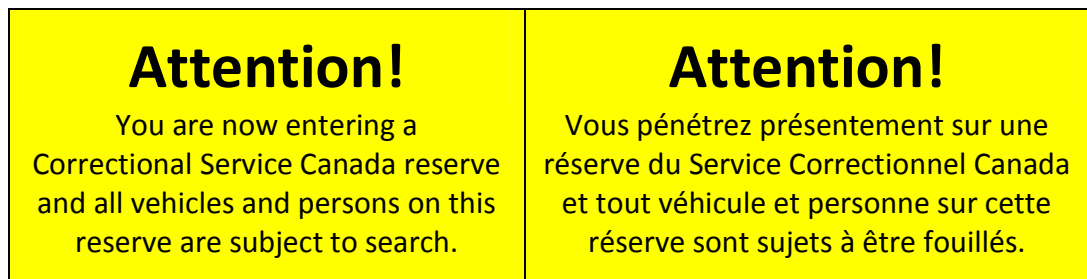 Attention!
You are now entering a
Correctional Service Canada reserve
and all vehicles and persons on this
reserve are subject to search.
Attention!
Vous pénétrez présentement sur une
réserve du Service Correctionnel Canada
et tout véhicule et personne sur cette
réserve sont sujets à être fouillés.